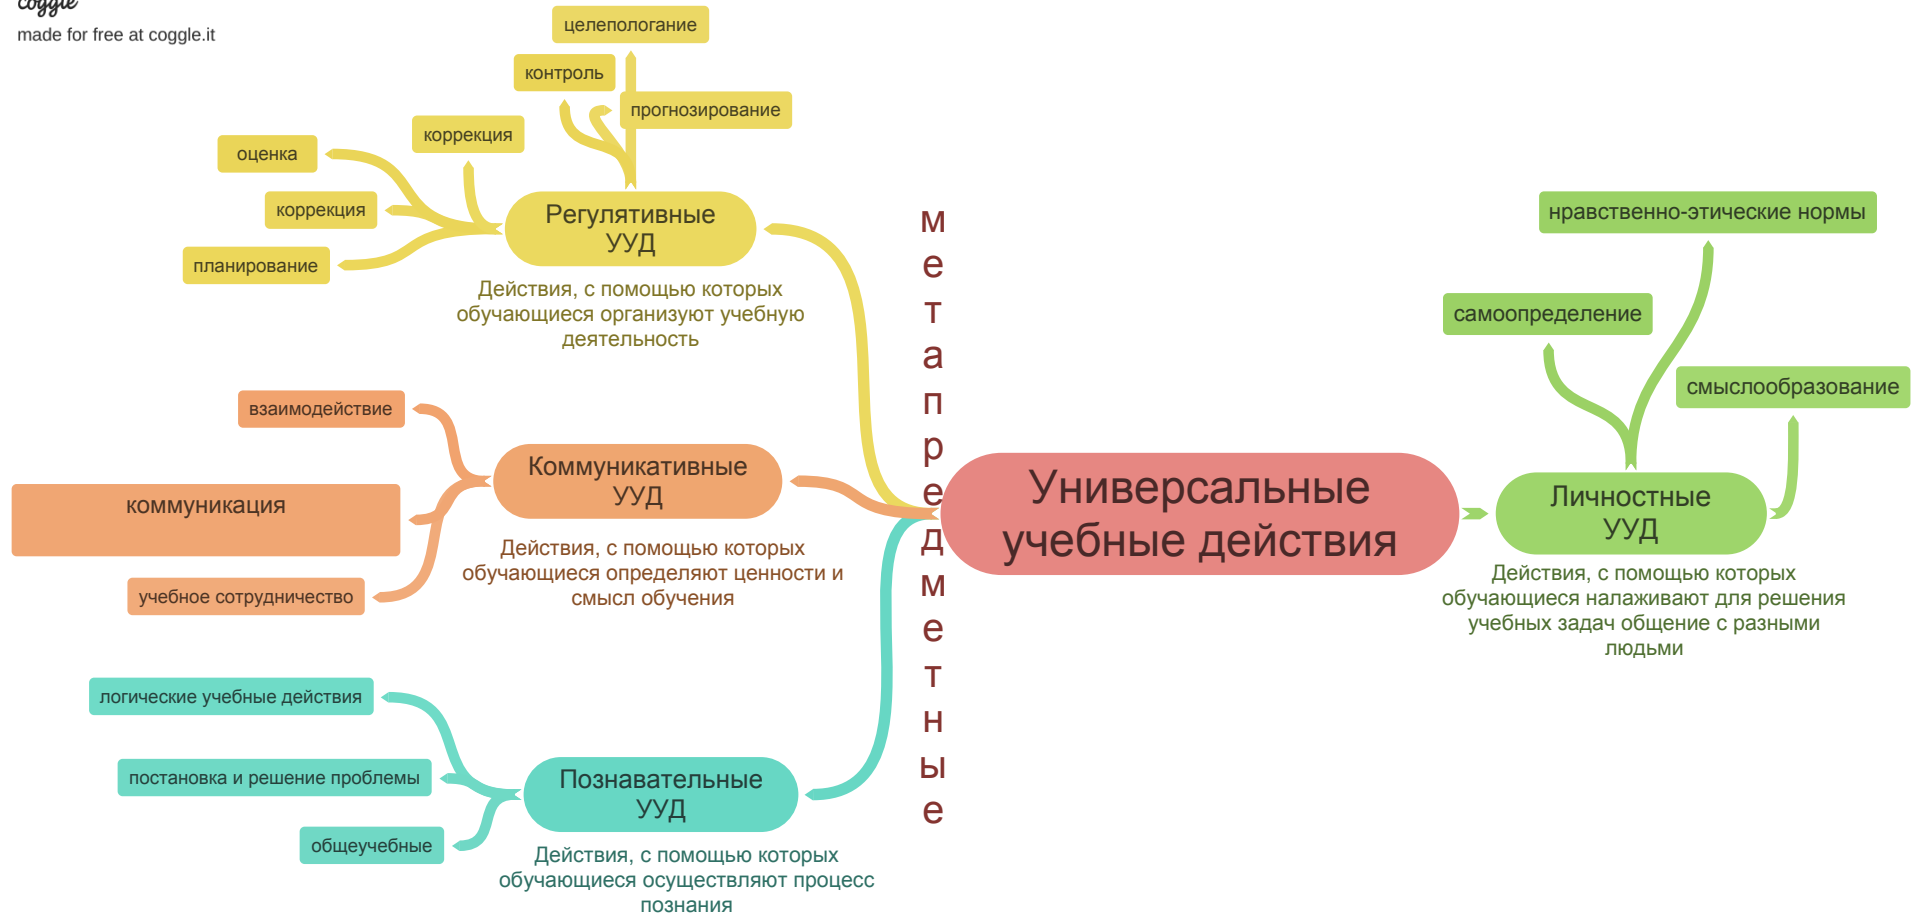 coggle
made for free at coggle.it
целепологание
контроль
прогнозирование
коррекция
оценка
коррекция
планирование
Регулятивные
УУД
Действия, с помощью которых
обучающиеся организуют учебную
деятельность
взаимодействие
коммуникация
учебное сотрудничество
Коммуникативные
УУД
Действия, с помощью которых
обучающиеся определяют ценности и
смысл обучения
логические учебные действия
постановка и решение проблемы
общеучебные
Познавательные
УУД
Действия, с помощью которых
обучающиеся осуществляют процесс
познания
м
е
т
а
п
р
е
д
м
е
т
н
ы
е
Универсальные
учебные действия
нравственно-этические нормы
самоопределение
смыслообразование
Личностные
УУД
Действия, с помощью которых
обучающиеся налаживают для решения
учебных задач общение с разными
людьми